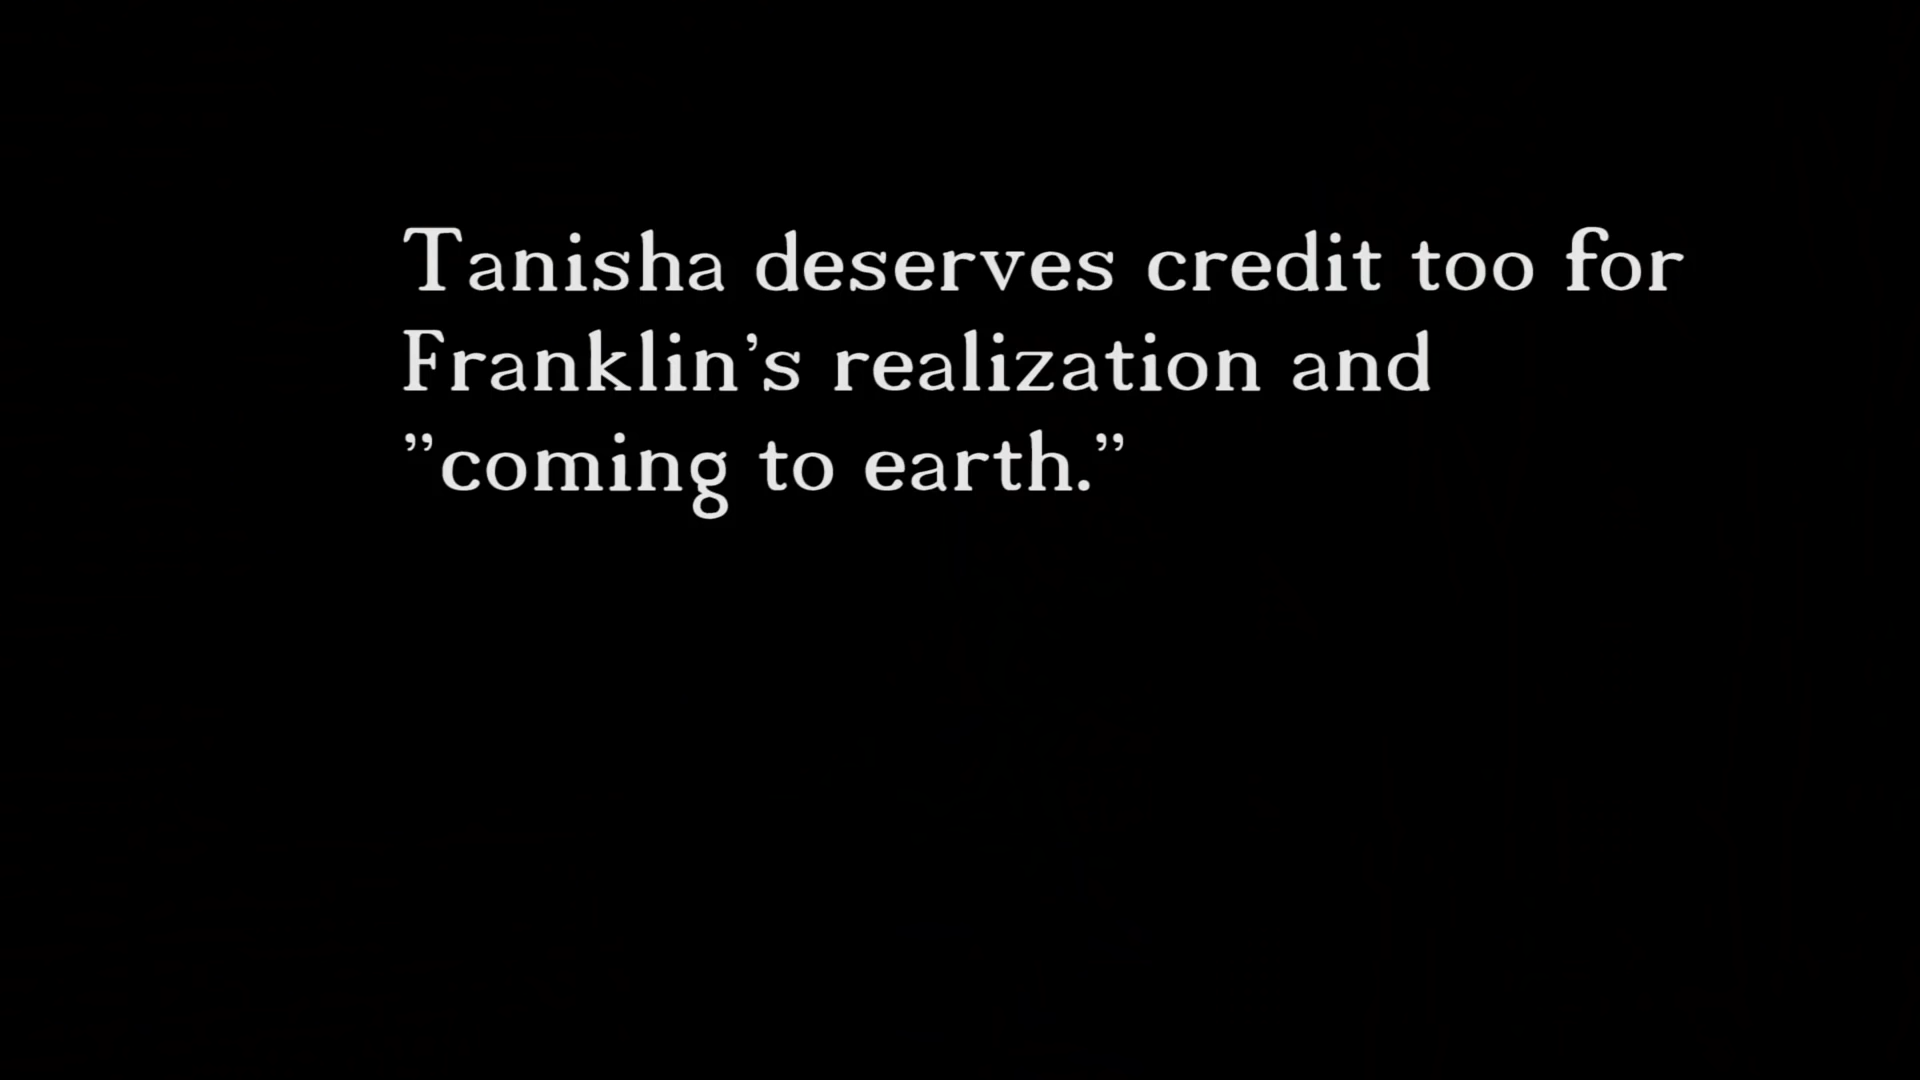 Tanisha deserves credit too for
Franklin’s realization and
”coming to earth.”